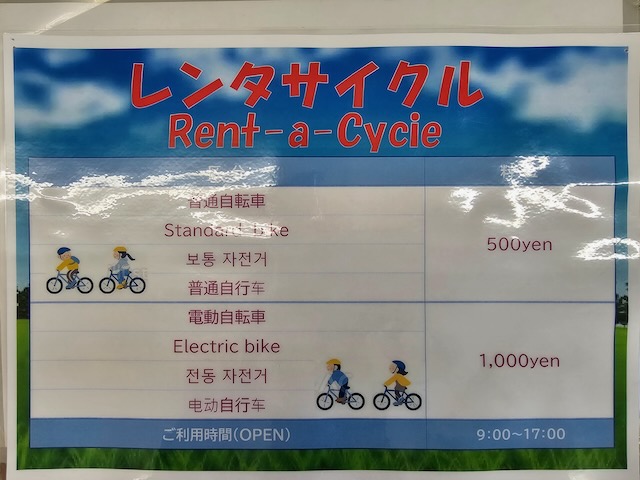 レンタサイクル
Rent-a-Cycie
普通自転車
Standard bike
보통 자전거
普通自行车
500yen
電動自転車
Electric bike
전동 자전거
电动自行车
1,000yen
ご利用時間(OPEN) 9:00~17:00